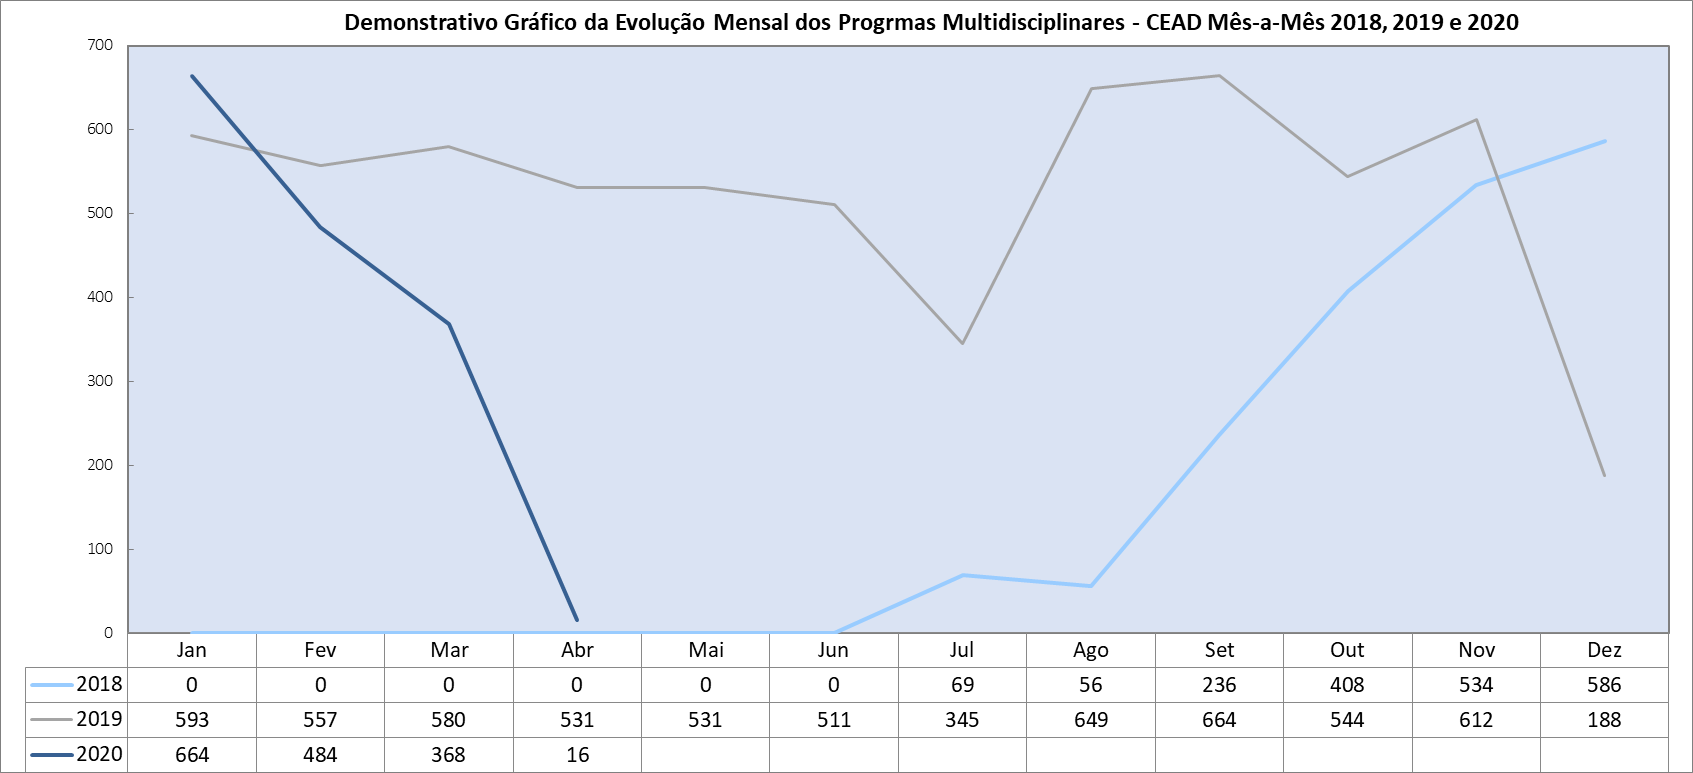 Demonstrativo Gráfico da Evolução Mensal dos Progrmas Multidisciplinares - CEAD Mês-a-Mês 2018, 2019 e 2020
700
600
500
400
300
200
100
0
Jan Fev Mar Abr Mai Jun Jul Ago Set Out Nov Dez
2018 0 0 0 0 0 0 69 56 236 408 534 586
2019 593 557 580 531 531 511 345 649 664 544 612 188
2020 664 484 368 16